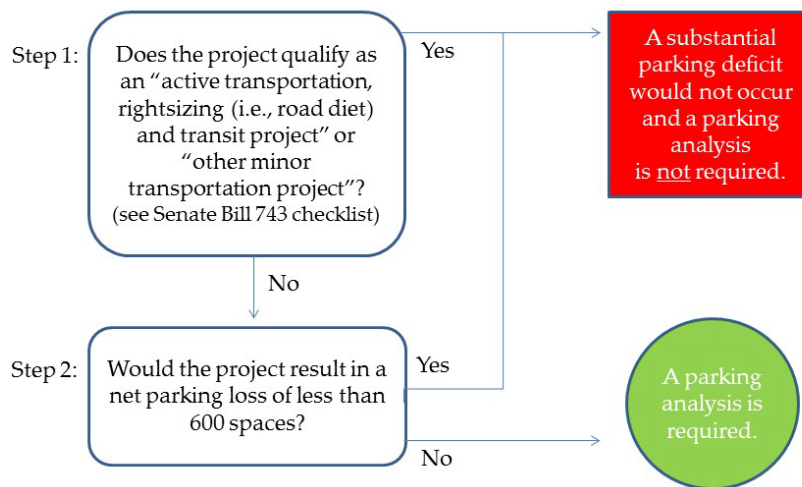 Step 1:
Does the project qualify as
an “active transportation,
rightsizing (i.e., road diet)
and transit project” or
“other minor
transportation project”?
(see Senate Bill 743 checklist)
Yes
A substantial
parking deficit
would not occur
and a parking
analysis
is not required.
No
Step 2:
Would the project result in a
net parking loss of less than
600 spaces?
Yes
No
A parking
analysis is
required.